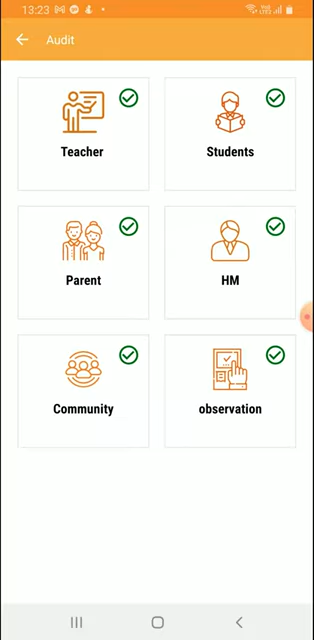 13:23
Audit
Teacher
Students
Parent
HM
Community
observation